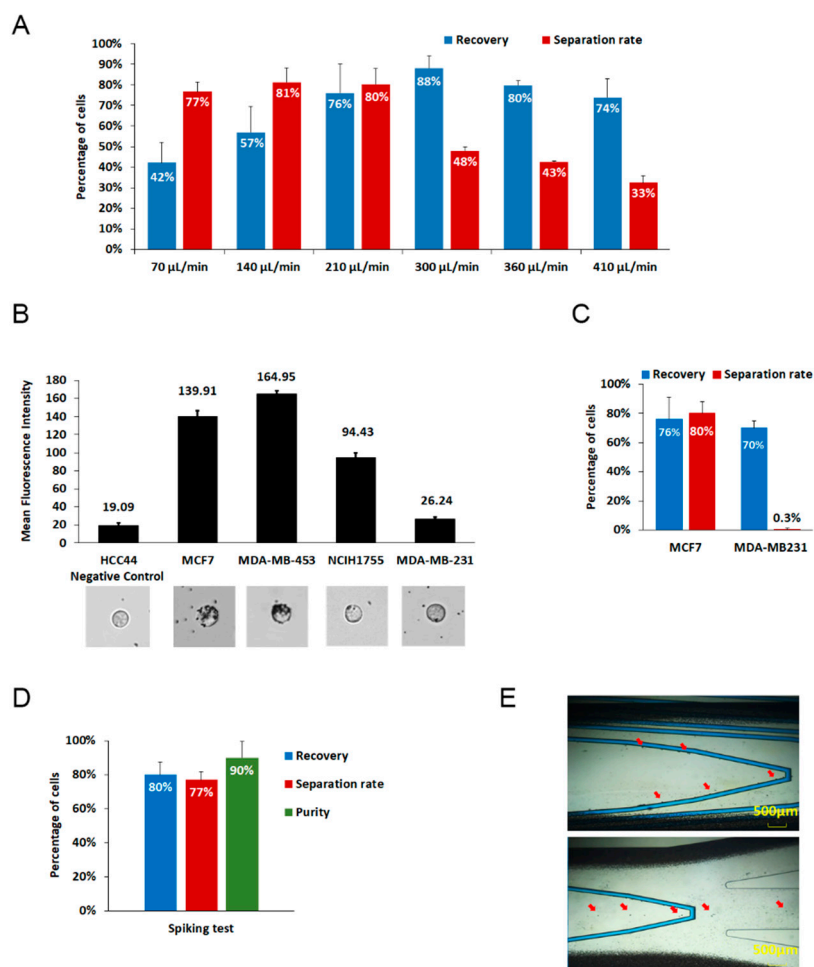 A
Recovery Separation rate
Percentage of cells
100%
90%
80%
70%
60%
50%
40%
30%
20%
10%
0%
42% 77% 57% 81% 76% 80% 88% 48% 80% 43% 74% 33%
70 µL/min 140 µL/min 210 µL/min 300 µL/min 360 µL/min 410 µL/min
B
Mean Fluorescence Intensity
180
160
140
120
100
80
60
40
20
0
19.09 139.91 164.95 94.43 26.24
HCC44 MCF7 MDA-MB-453 NCIH1755 MDA-MB-231
Negative Control
C
Recovery Separation rate
Percentage of cells
100%
80%
60%
40%
20%
0%
76% 80% 70% 0.3%
MCF7 MDA-MB231
D
Percentage of cells
100%
80%
60%
40%
20%
0%
80% 77% 90%
Spiking test
Recovery
Separation rate
Purity
E
500µm
500µm